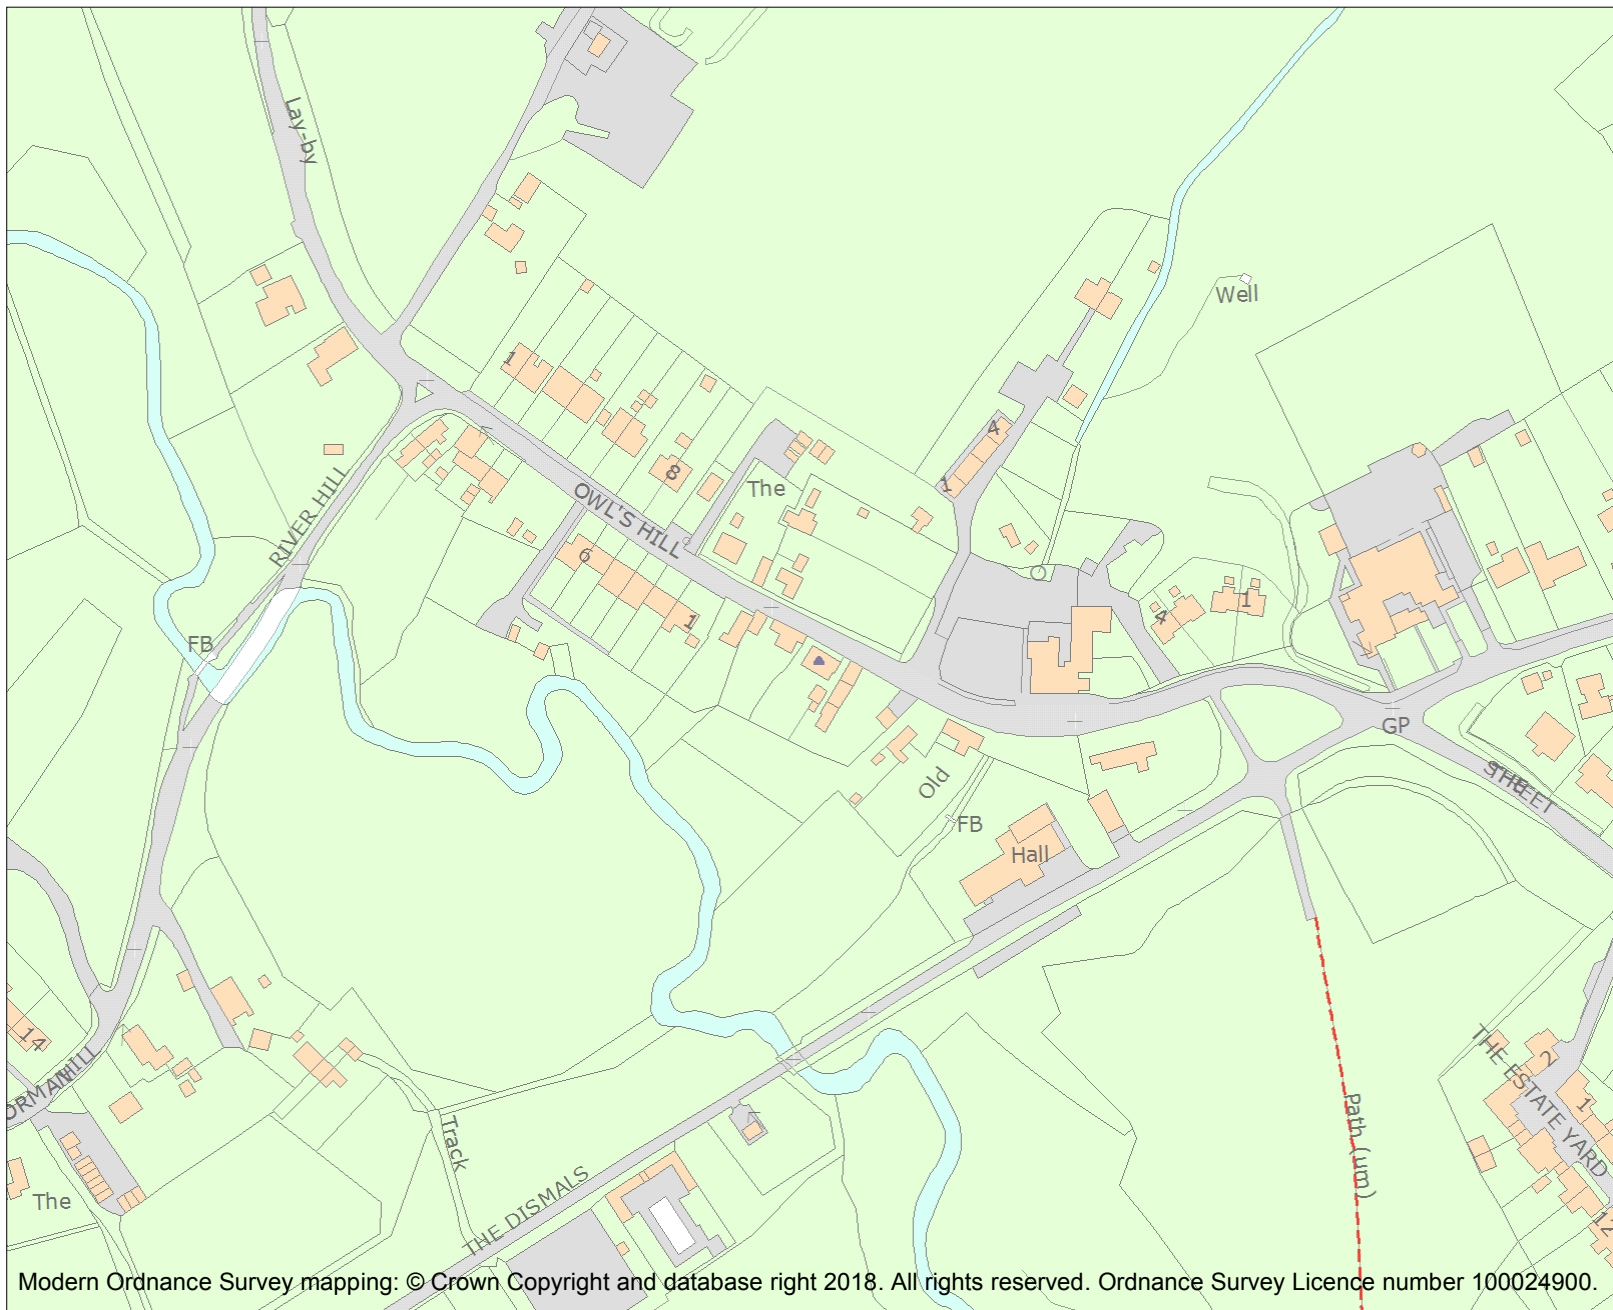 Lay-by
Well
1
4
8
1
The
OWL'S HILL
RIVER HILL
6
1
4
1
FB
GP
STREET
Old
FB
Hall
14
HILL
Track
THE DISMALS
The
Path (um)
THE ESTATE YARD
2
1
12
Modern Ordnance Survey mapping: © Crown Copyright and database right 2018. All rights reserved. Ordnance Survey Licence number 100024900.